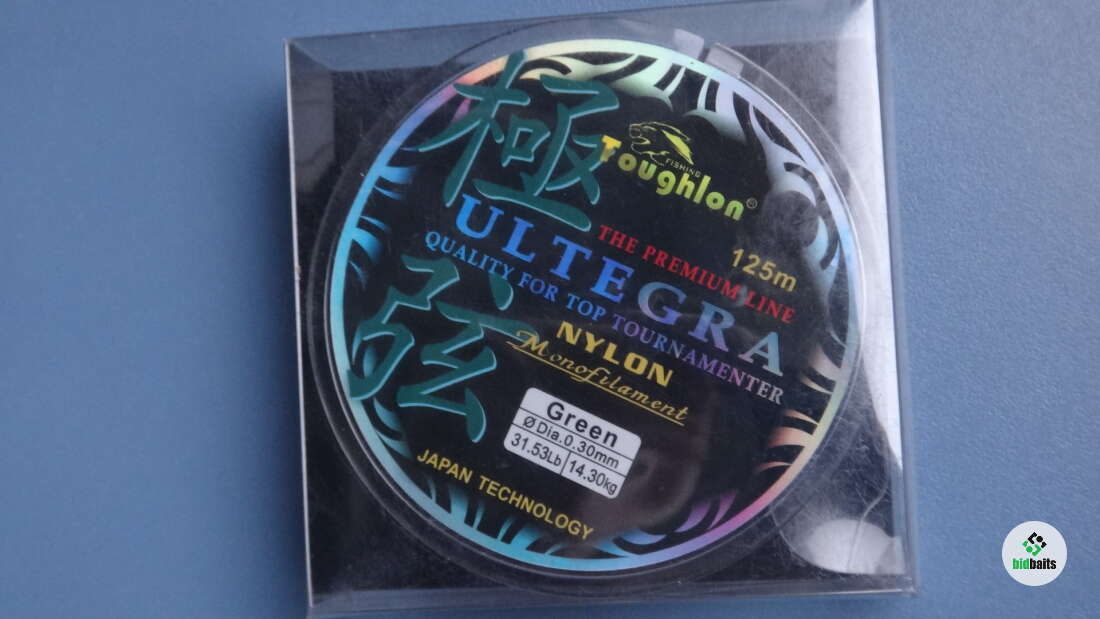 極弦
FISHING
Toughlon®
125m
THE PREMIUM LINE
ULTEGRA
QUALITY FOR TOP TOURNAMENTER
NYLON
Monofilament
Green
Ø Dia.0.30mm
31.53Lb 14.30kg
JAPAN TECHNOLOGY
bidbaits